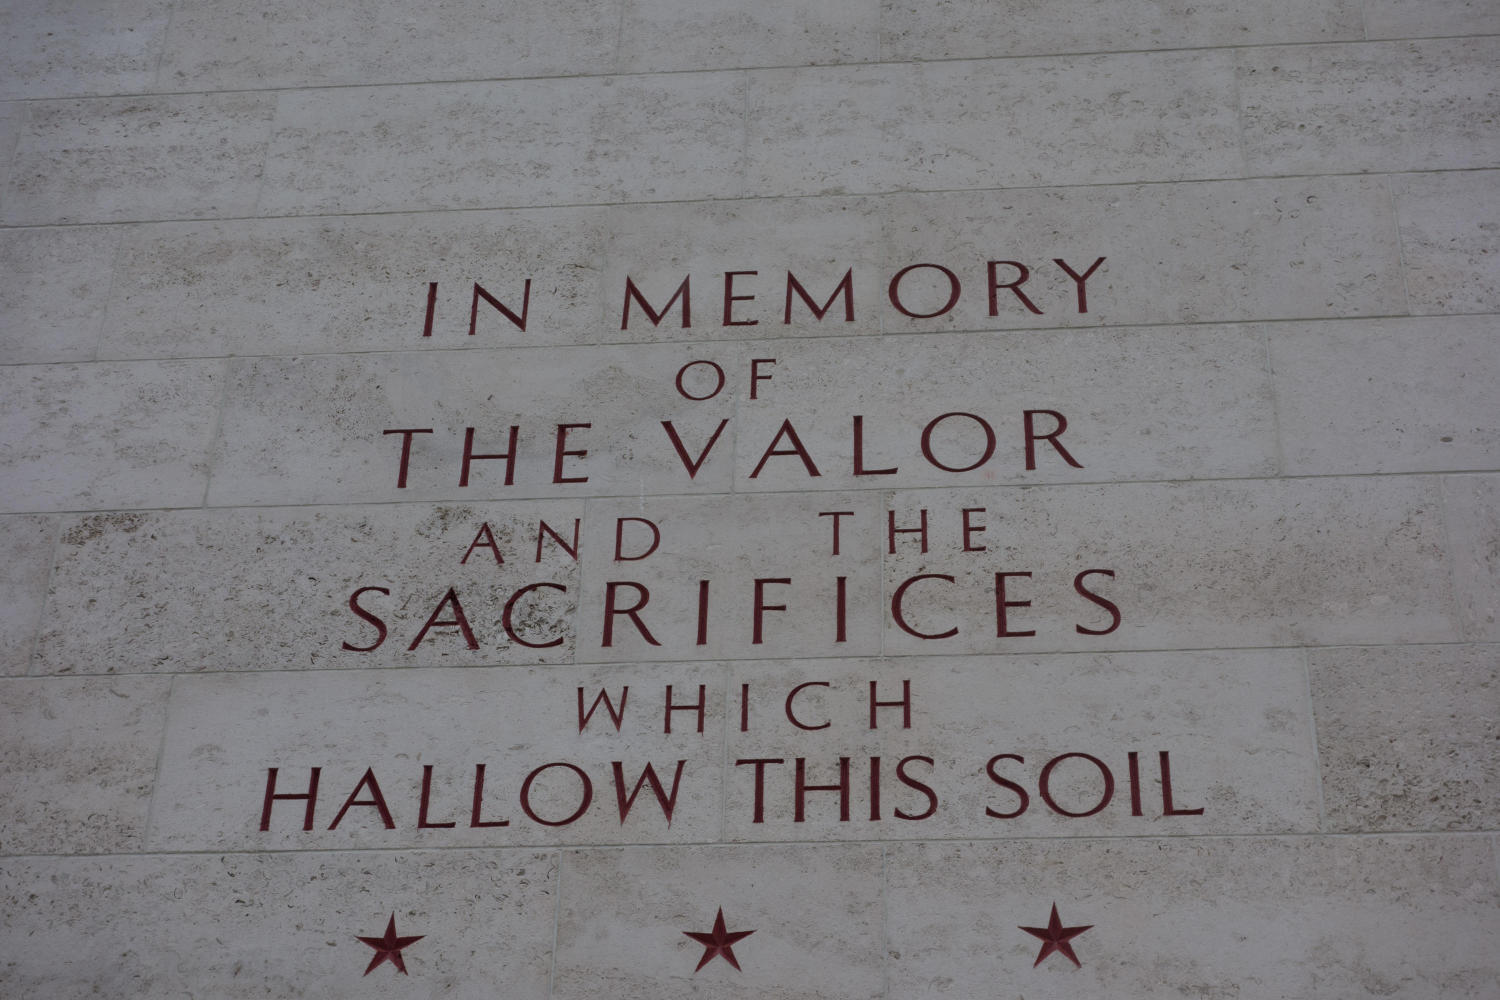 IN MEMORY
OF
THE VALOR
AND THE
SACRIFICES
WHICH
HALLOW THIS SOIL